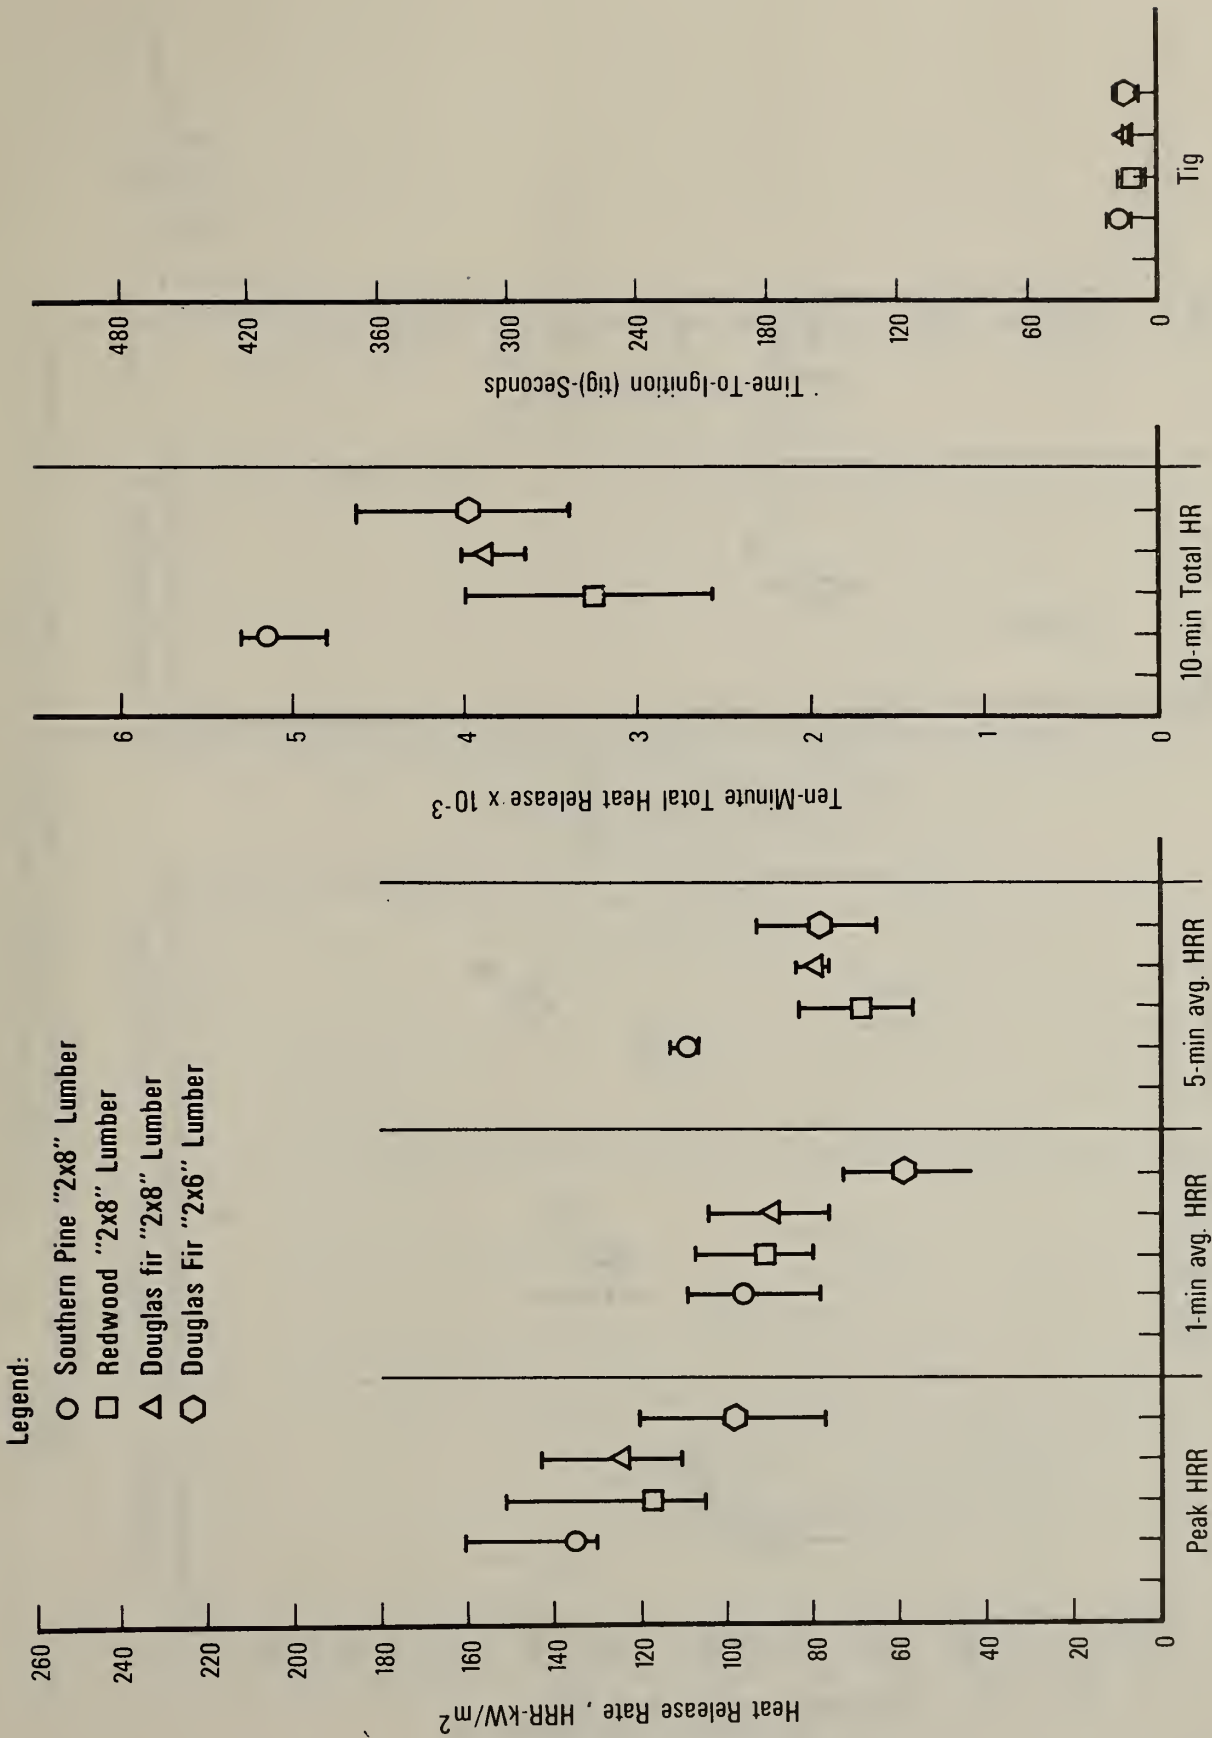 Legend:
Southern Pine "2x8" Lumber
Redwood "2x8" Lumber
Douglas fir "2x8" Lumber
Douglas Fir "2x6" Lumber
Heat Release Rate, HRR-kW/m²
260
240
220
200
180
160
140
120
100
80
60
40
20
0
Peak HRR
1-min avg. HRR
5-min avg. HRR
Ten-Minute Total Heat Release x 10-3
6
5
4
3
2
1
0
10-min Total HR
Time-To-Ignition (tig)-Seconds
480
420
360
300
240
180
120
60
0
Tig